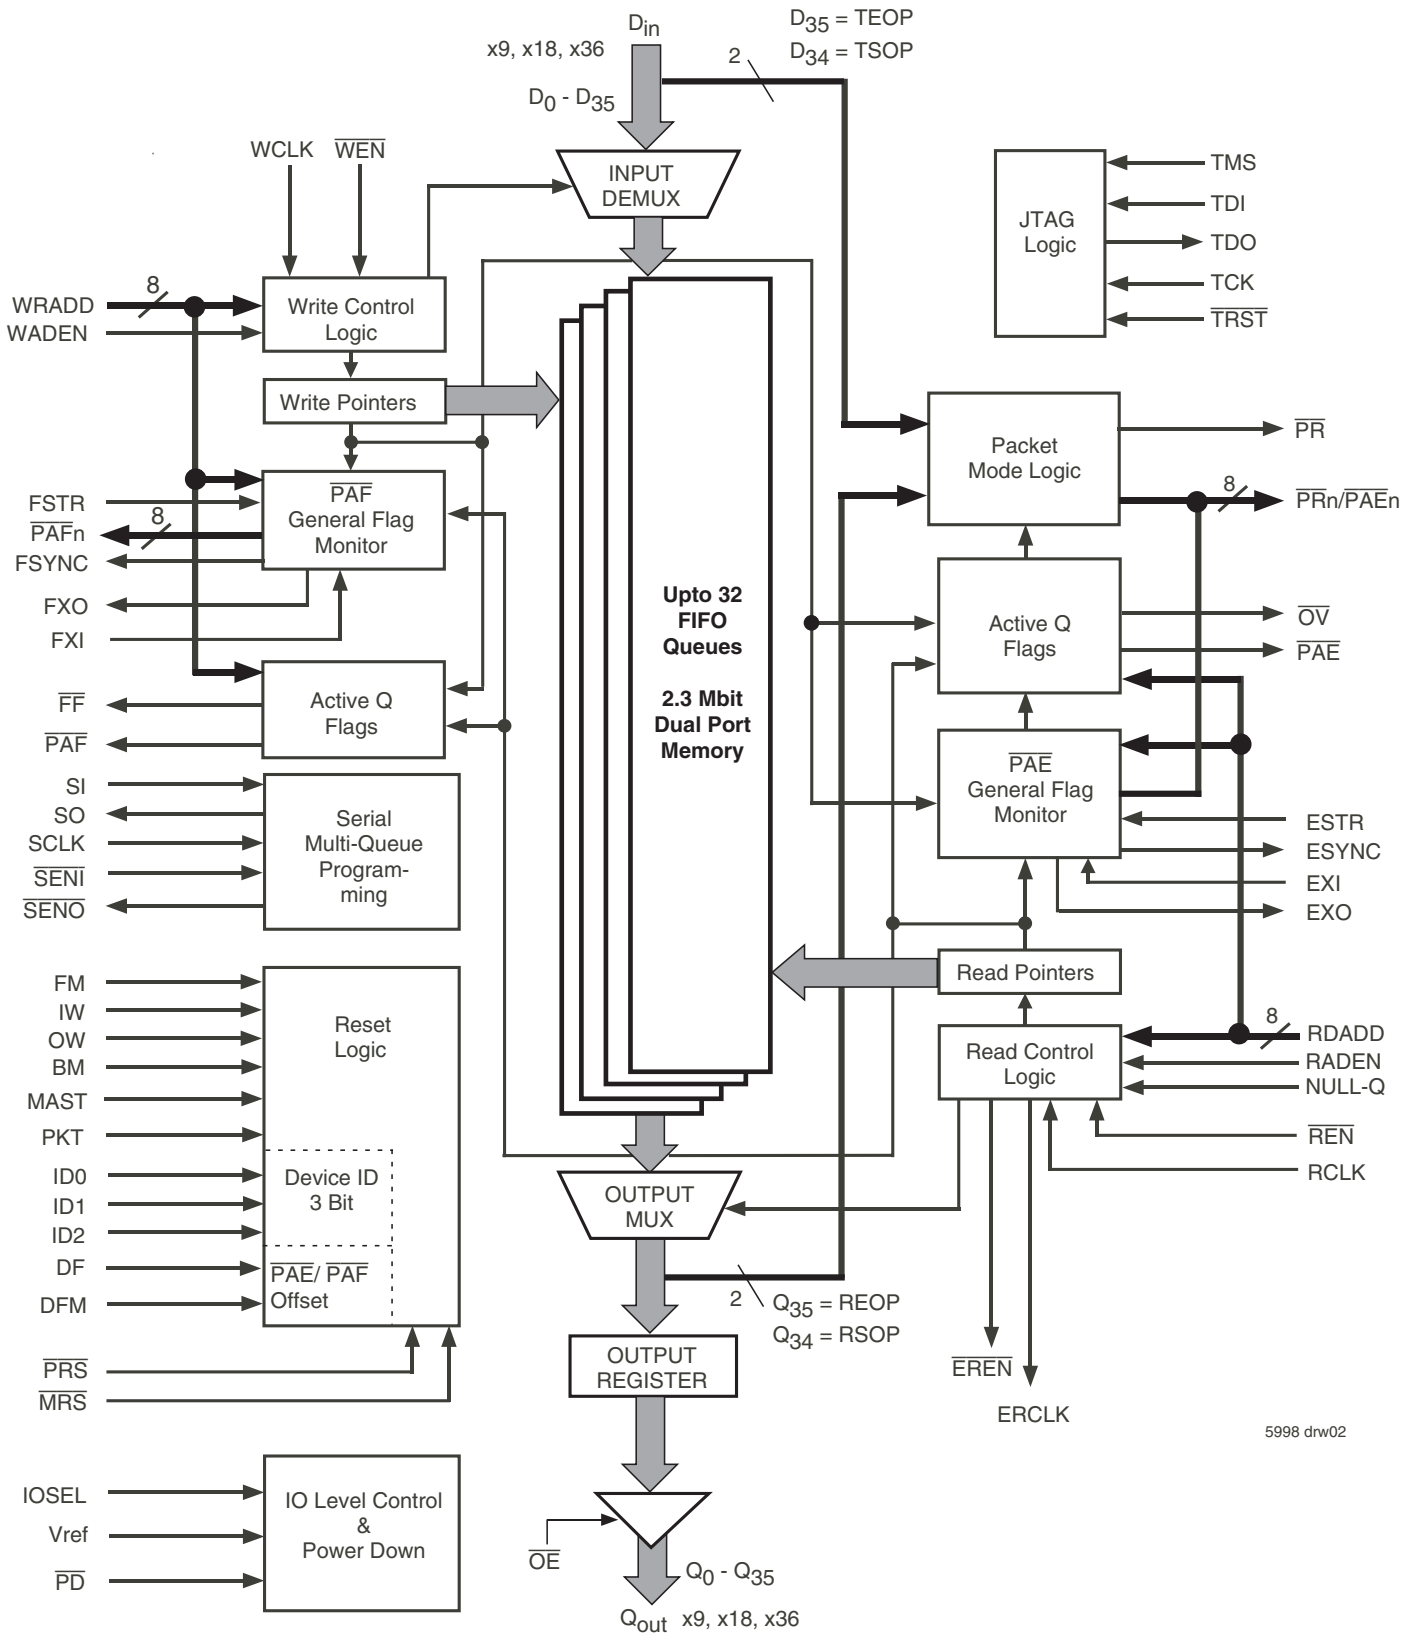 Din
x9, x18, x36
D0 - D35
2
D35 = TEOP
D34 = TSOP
WCLK
WEN
INPUT
DEMUX
JTAG
Logic
TMS
TDI
TDO
TCK
TRST
WRADD
8
WADEN
Write Control
Logic
Write Pointers
FSTR
PAFn
8
FSYNC
FXO
FXI
PAF
General Flag
Monitor
Active Q
Flags
FF
PAF
SI
SO
SCLK
SENI
SENO
Serial
Multi-Queue
Program-
ming
FM
IW
OW
BM
MAST
PKT
ID0
ID1
ID2
DF
DFM
PRS
MRS
Reset
Logic
Device ID
3 Bit
PAE/ PAF
Offset
IOSEL
Vref
PD
IO Level Control
&
Power Down
Upto 32
FIFO
Queues
2.3 Mbit
Dual Port
Memory
Packet
Mode Logic
PR
8
PRn/PAEn
Active Q
Flags
OV
PAE
PAE
General Flag
Monitor
ESTR
ESYNC
EXI
EXO
Read Pointers
Read Control
Logic
8
RDADD
RADEN
NULL-Q
REN
RCLK
EREN
ERCLK
OUTPUT
MUX
2
Q35 = REOP
Q34 = RSOP
OUTPUT
REGISTER
OE
Q0 - Q35
Qout x9, x18, x36
5998 drw02